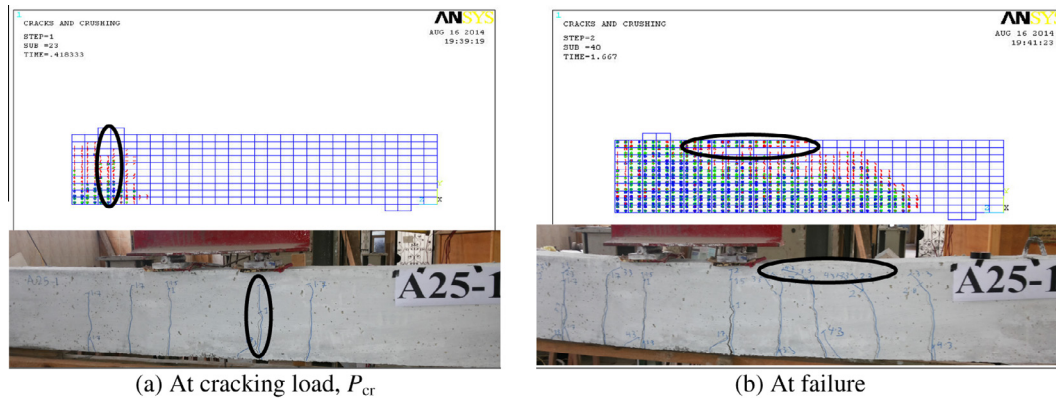 1
CRACKS AND CRUSHING
STEP=1
SUB =23
TIME=.418333
ANSYS
AUG 16 2014
19:39:19
Z
X
A25-1
(a) At cracking load, Pcr
1
CRACKS AND CRUSHING
STEP=2
SUB =40
TIME=1.667
ANSYS
AUG 16 2014
19:41:23
X
A25-1
(b) At failure